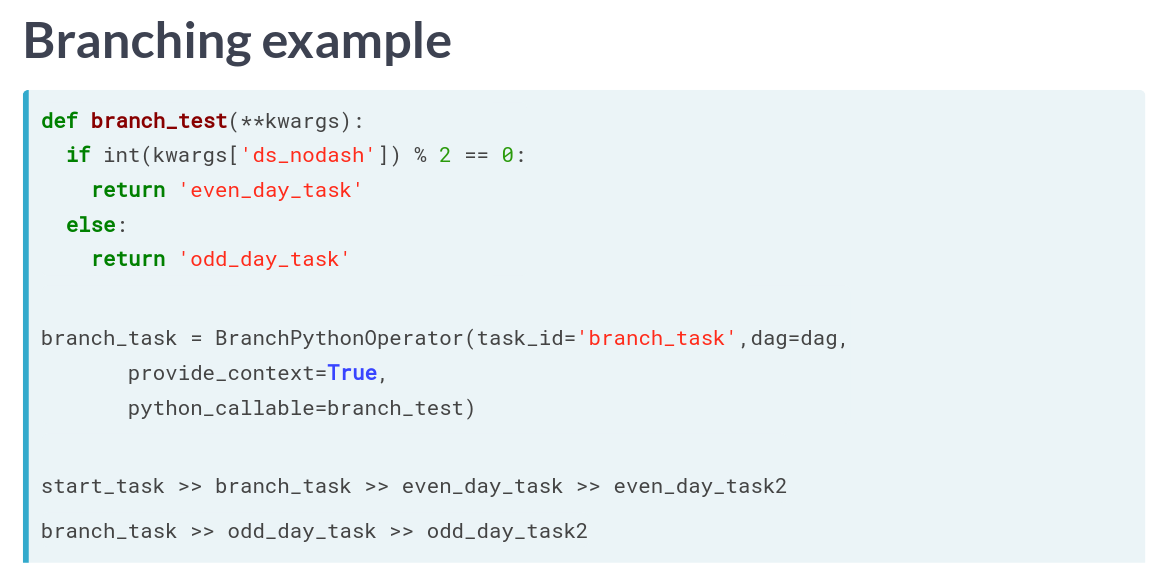 Branching example
def branch_test(**kwargs):
  if int(kwargs['ds_nodash']) % 2 == 0:
    return 'even_day_task'
  else:
    return 'odd_day_task'
branch_task = BranchPythonOperator(task_id='branch_task',dag=dag,
       provide_context=True,
       python_callable=branch_test)
start_task >> branch_task >> even_day_task >> even_day_task2
branch_task >> odd_day_task >> odd_day_task2